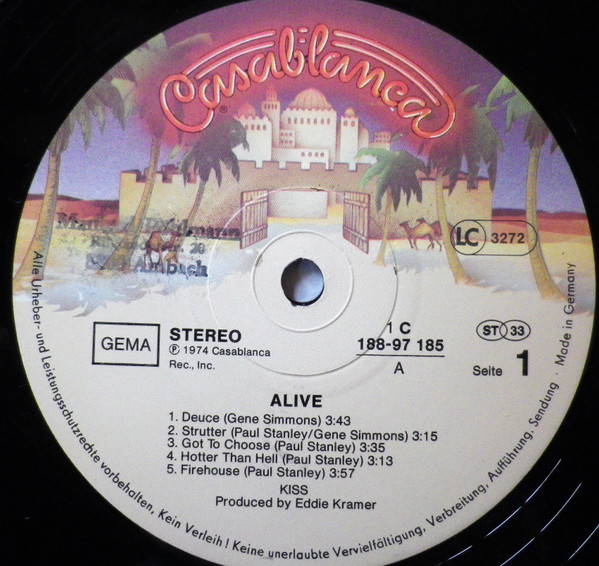 Casablanca
®
LC 3272
GEMA
STEREO
℗ 1974 Casablanca
Rec., Inc.
1 C
188-97 185
A
ST 33
Seite 1
ALIVE
1. Deuce (Gene Simmons) 3:43
2. Strutter (Paul Stanley/Gene Simmons) 3:15
3. Got To Choose (Paul Stanley) 3:35
4. Hotter Than Hell (Paul Stanley) 3:13
5. Firehouse (Paul Stanley) 3:57
KISS
Produced by Eddie Kramer
Alle Urheber- und Leistungsschutzrechte vorbehalten, Kein Verleih! Keine unerlaubte Vervielfältigung, Verbreitung, Aufführung, Sendung · Made in Germany